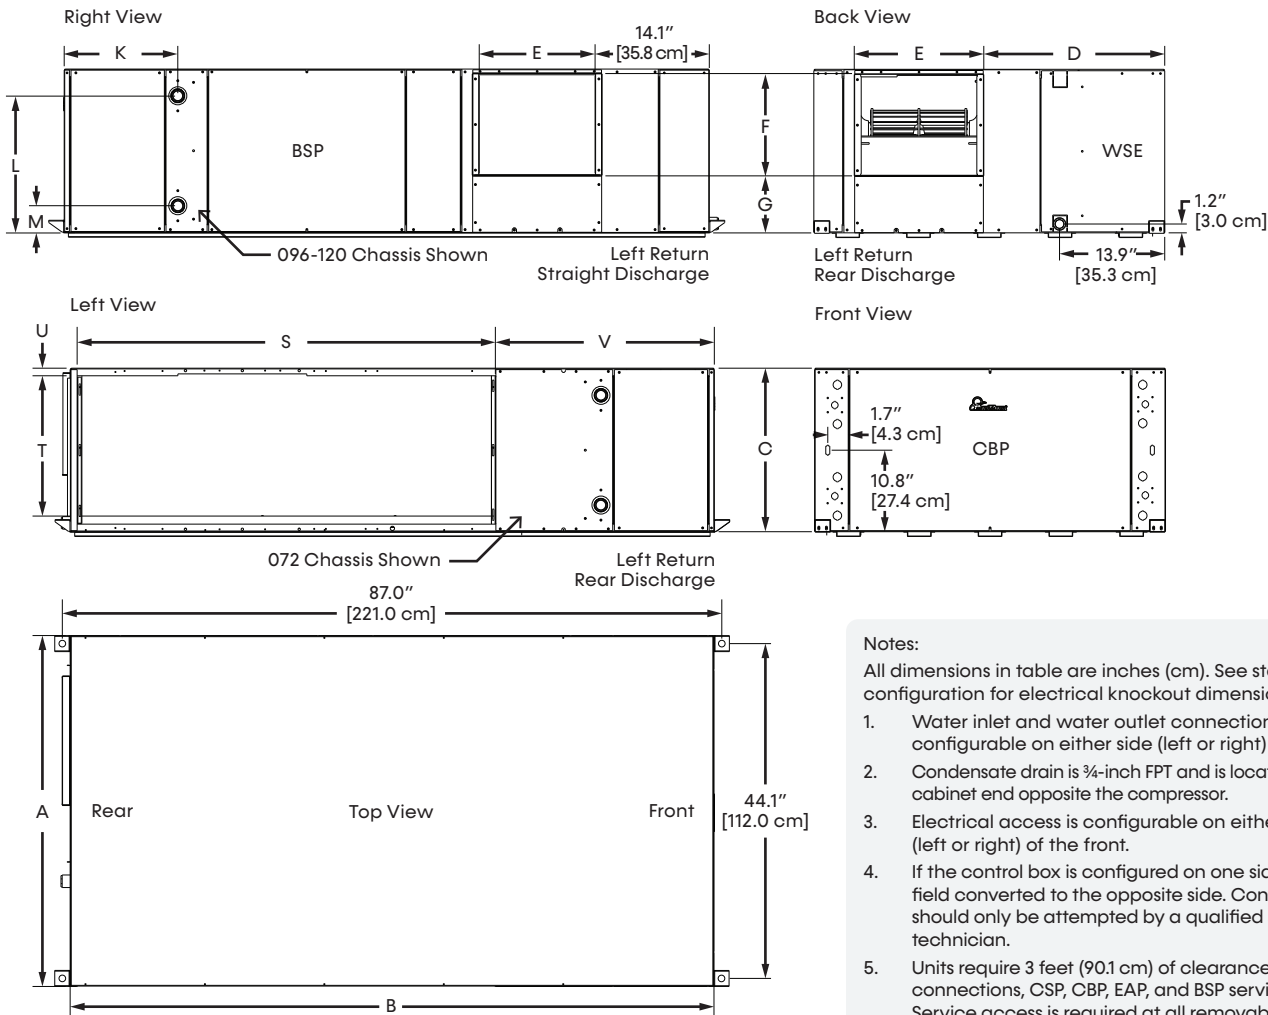 Right View
K
E
14.1″
[35.8 cm]
L
M
BSP
096-120 Chassis Shown
Left Return
Straight Discharge
Back View
E
D
F
G
WSE
1.2″
[3.0 cm]
13.9″
[35.3 cm]
Left Return
Rear Discharge
Left View
U
S
V
T
C
072 Chassis Shown
Left Return
Rear Discharge
Front View
1.7″
[4.3 cm]
CBP
10.8″
[27.4 cm]
87.0″
[221.0 cm]
A
Rear
Top View
Front
44.1″
[112.0 cm]
B
Notes:
All dimensions in table are inches (cm). See
configuration for electrical knockout
1. Water inlet and water outlet
configurable on either side (left or right)
2. Condensate drain is ¾-inch FPT and is
cabinet end opposite the compressor.
3. Electrical access is configurable on
(left or right) of the front.
4. If the control box is configured on one
field converted to the opposite side.
should only be attempted by a qualified
technician.
5. Units require 3 feet (90.1 cm) of clearance
connections, CSP, CBP, EAP, and BSP
Service access is required at all